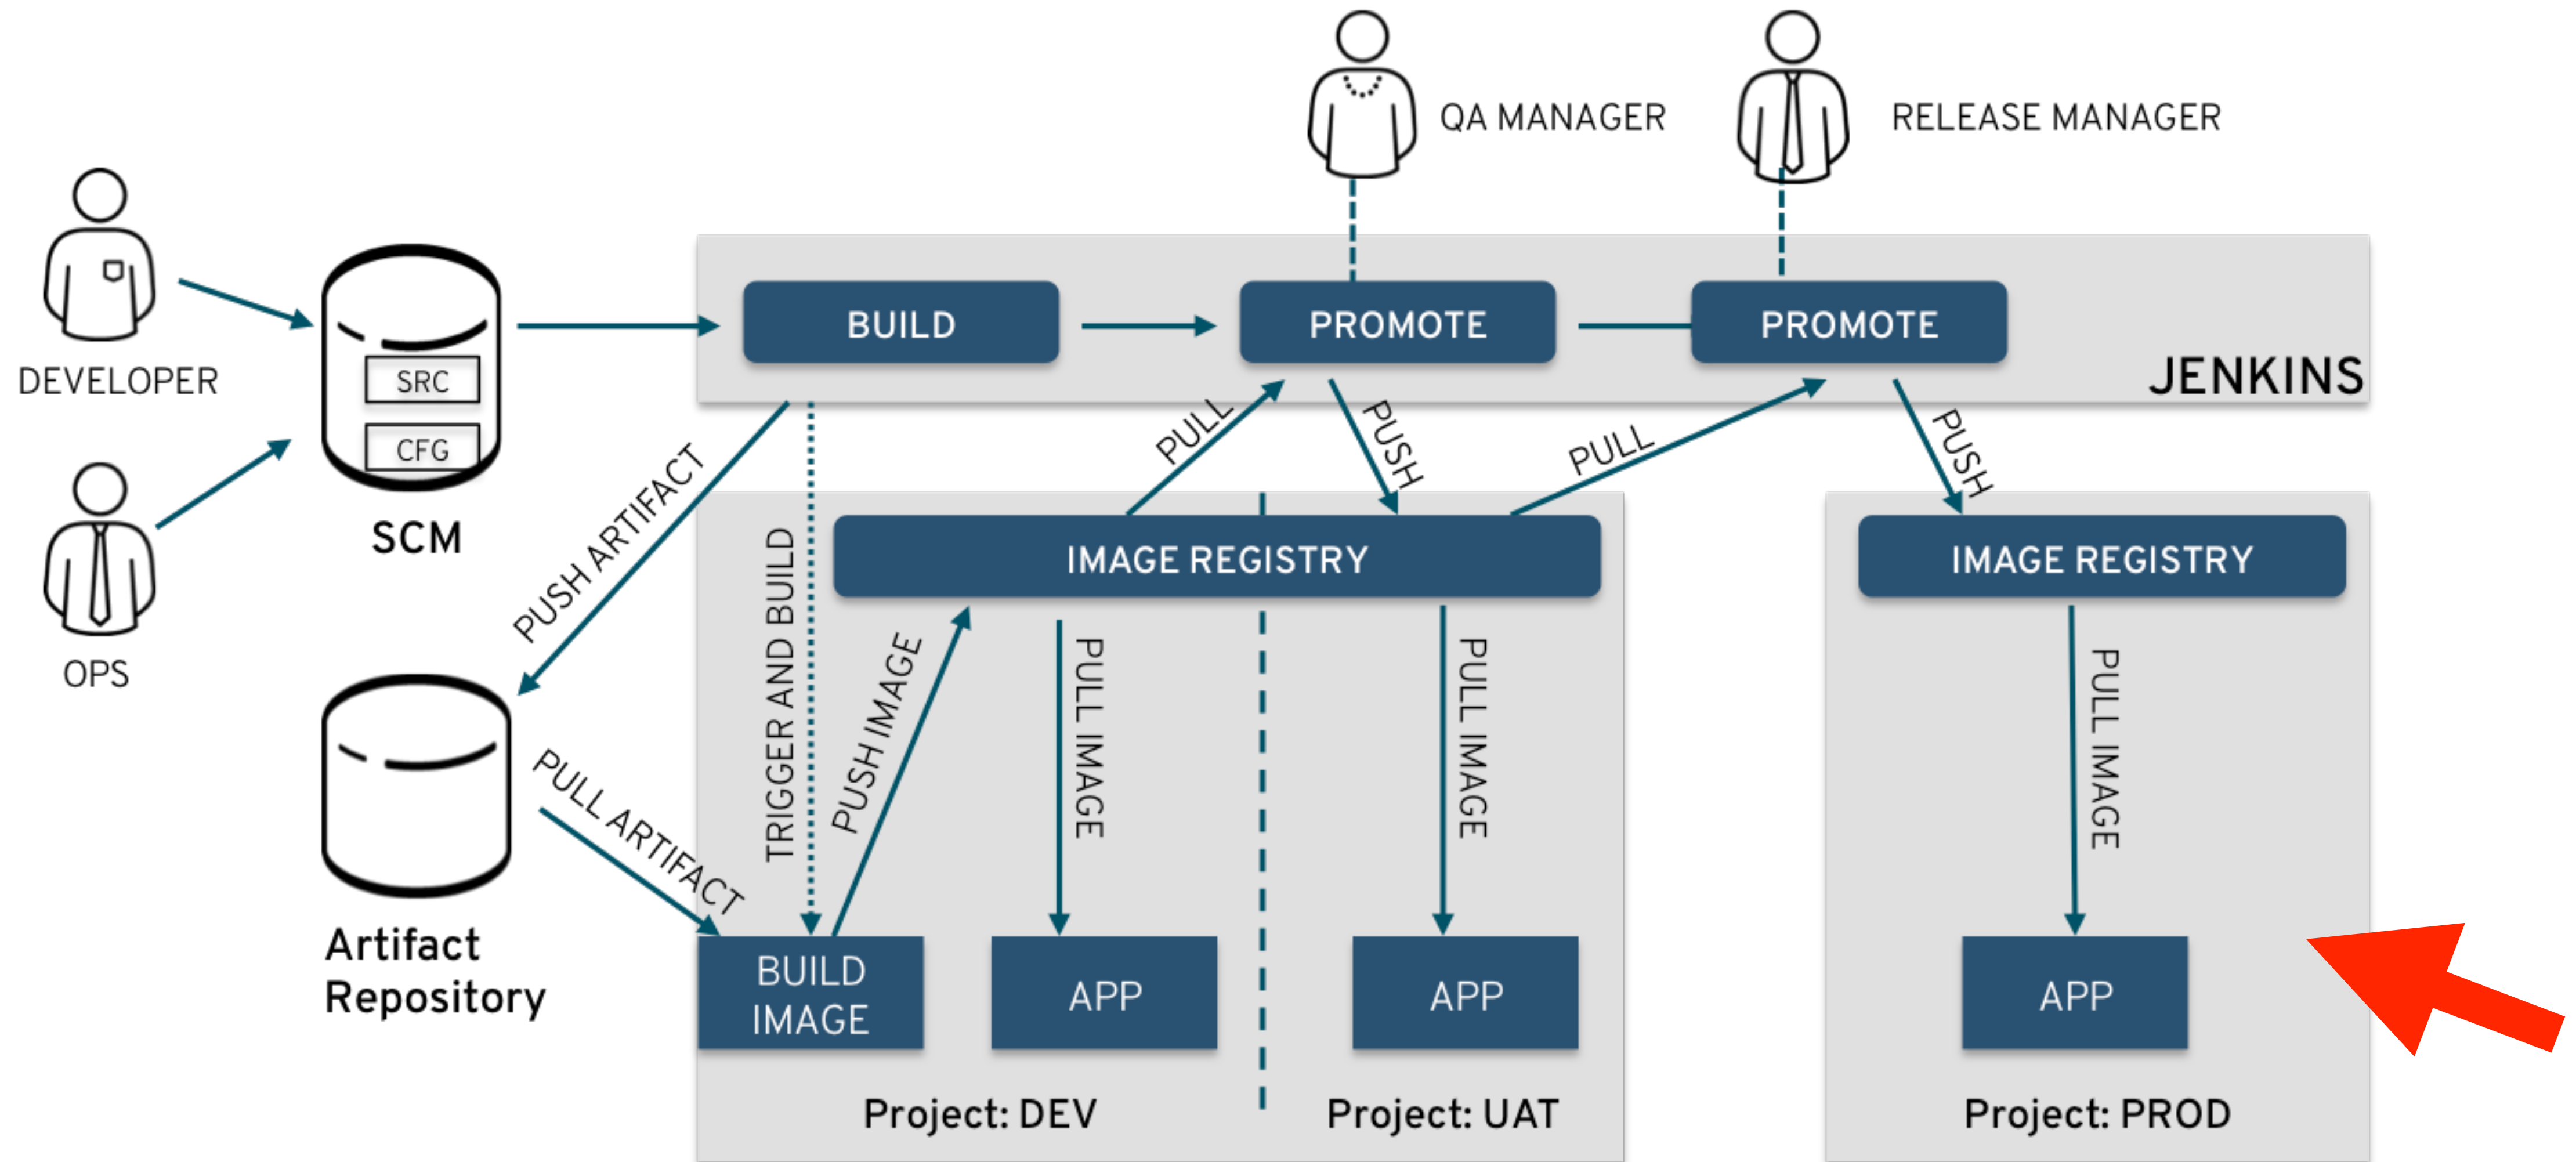 QA MANAGER
RELEASE MANAGER
DEVELOPER
OPS
SRC
CFG
SCM
BUILD
PROMOTE
PROMOTE
JENKINS
PUSH ARTIFACT
TRIGGER AND BUILD
PULL
PUSH
PULL
PUSH
IMAGE REGISTRY
IMAGE REGISTRY
PUSH IMAGE
PULL IMAGE
PULL IMAGE
PULL IMAGE
PULL ARTIFACT
Artifact
Repository
BUILD
IMAGE
APP
APP
APP
Project: DEV
Project: UAT
Project: PROD